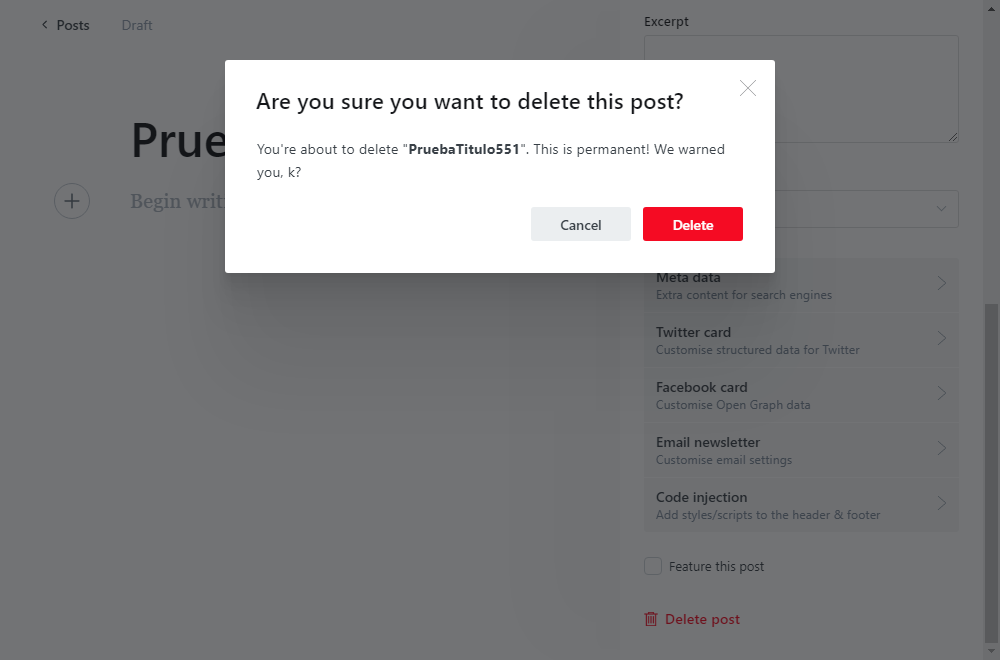 Posts
Draft
Excerpt
Are you sure you want to delete this post?
Prue
You're about to delete "PruebaTitulo551". This is permanent! We warned
you, k?
Begin writi
Cancel
Delete
Meta data
Extra content for search engines
Twitter card
Customise structured data for Twitter
Facebook card
Customise Open Graph data
Email newsletter
Customise email settings
Code injection
Add styles/scripts to the header & footer
Feature this post
Delete post